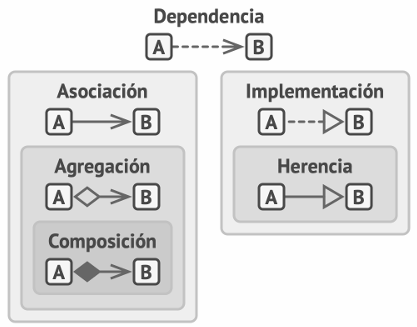 Dependencia
A B
Asociación
A B
Agregación
A B
Composición
A B
Implementación
A B
Herencia
A B